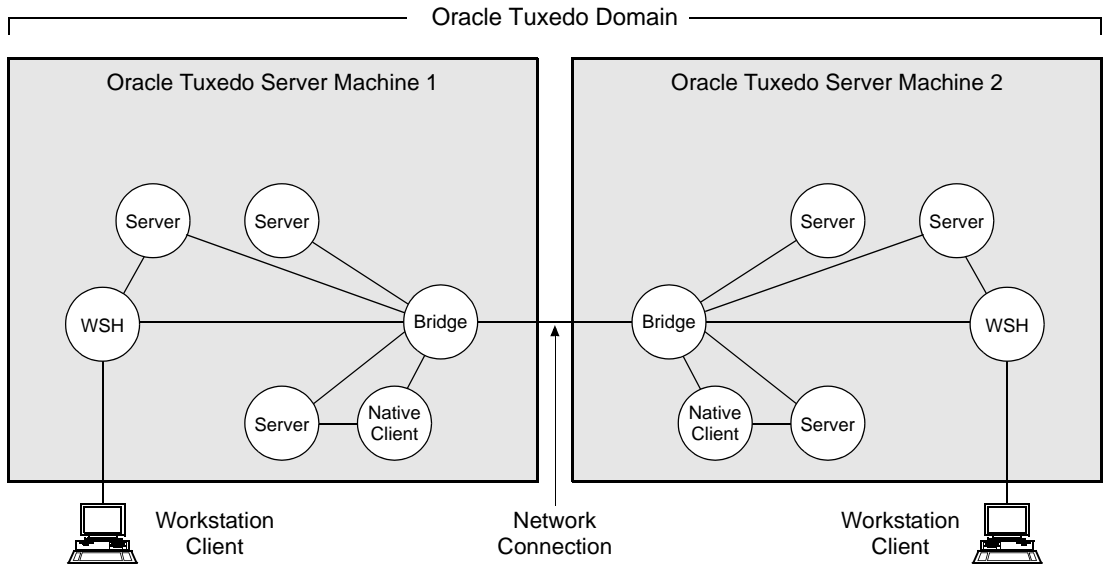 Oracle Tuxedo Domain
Oracle Tuxedo Server Machine 1
Oracle Tuxedo Server Machine 2
Server
Server
Server
Server
WSH
Bridge
Bridge
WSH
Server
Native
Client
Native
Client
Server
Workstation
Client
Network
Connection
Workstation
Client